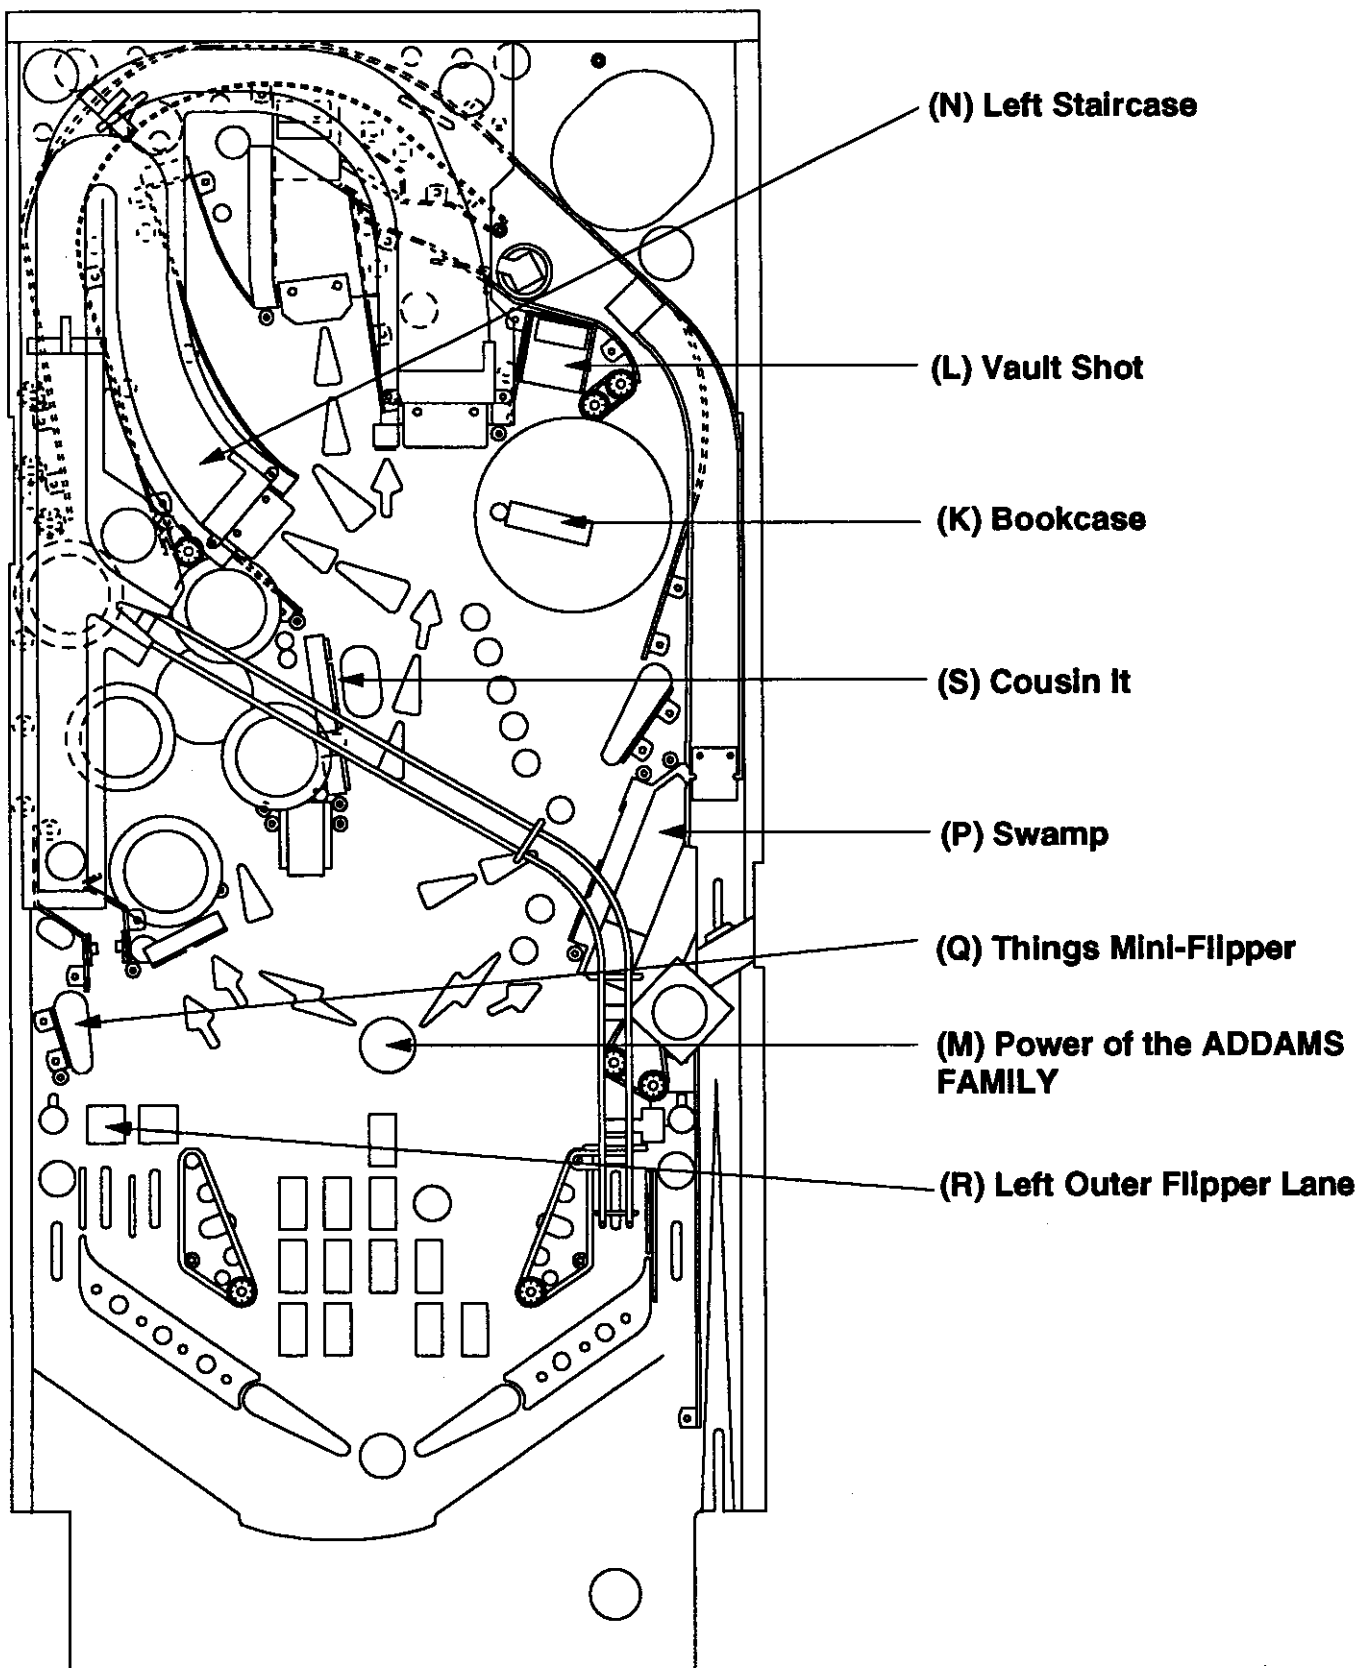 (N) Left Staircase
(L) Vault Shot
(K) Bookcase
(S) Cousin It
(P) Swamp
(Q) Things Mini-Flipper
(M) Power of the ADDAMS
FAMILY
(R) Left Outer Flipper Lane